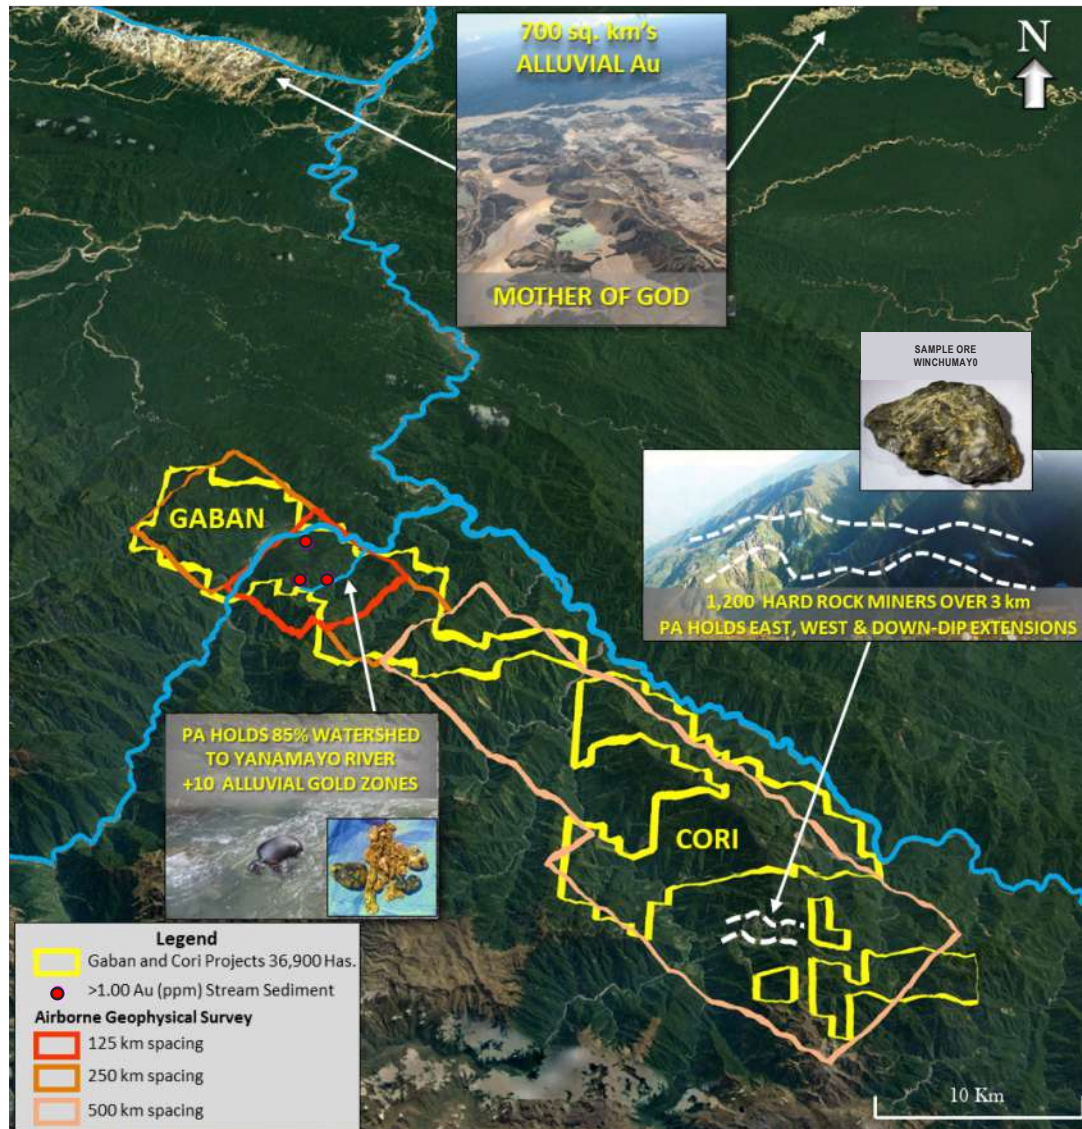 700 sq. km's
ALLUVIAL Au
MOTHER OF GOD
N
SAMPLE ORE
WINCHUMAY0
1,200 HARD ROCK MINERS OVER 3 km
PA HOLDS EAST, WEST & DOWN-DIP EXTENSIONS
GABAN
PA HOLDS 85% WATERSHED
TO YANAMAYO RIVER
+10 ALLUVIAL GOLD ZONES
CORI
Legend
Gaban and Cori Projects 36,900 Has.
>1.00 Au (ppm) Stream Sediment
Airborne Geophysical Survey
125 km spacing
250 km spacing
500 km spacing
10 Km